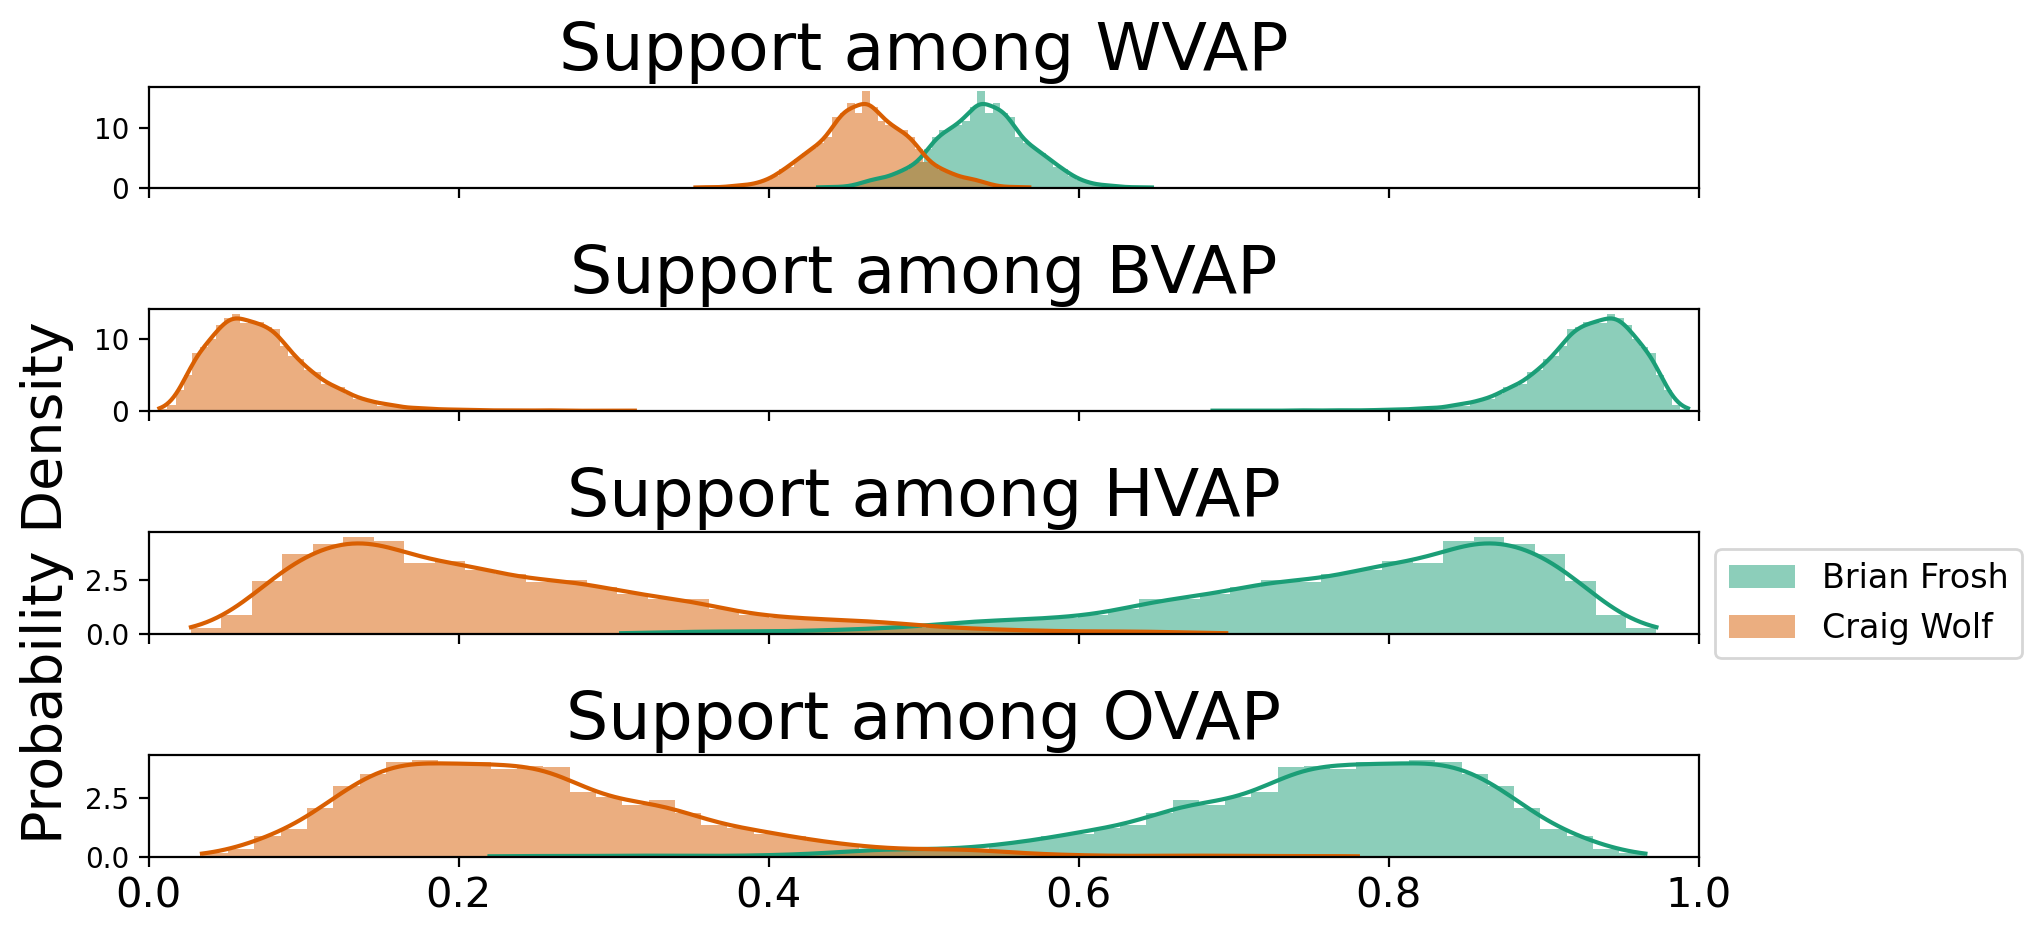 Support among WVAP
10
0
Support among BVAP
10
0
Support among HVAP
2.5
0.0
Support among OVAP
2.5
0.0
0.0 0.2 0.4 0.6 0.8 1.0
Probability Density
Brian Frosh
Craig Wolf